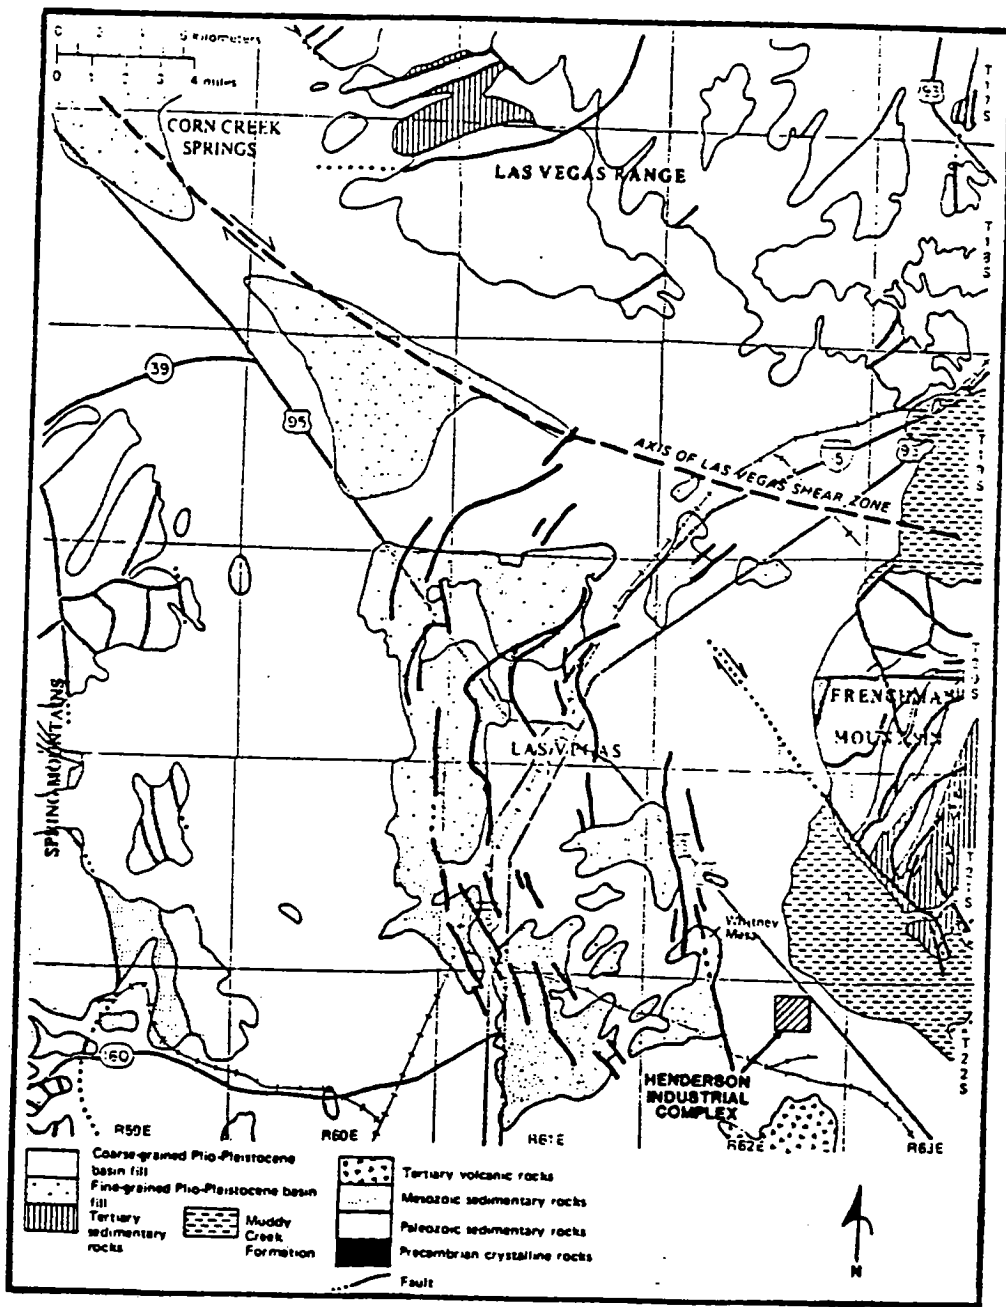 6 kilometers
0 1 2 3 4 miles
CORN CREEK
SPRINGS
LAS VEGAS RANGE
93
T17S
T18S
39
95
AXIS OF LAS VEGAS SHEAR ZONE
15
93
SPRING MOUNTAINS
LAS VEGAS
FRENCHMAN
MOUNTAIN
T21S
Whitney
Mesa
T22S
160
HENDERSON
INDUSTRIAL
COMPLEX
R59E
R60E
R61E
R62E
R63E
Coarse-grained Plio-Pleistocene
basin fill
Fine-grained Plio-Pleistocene basin
fill
Tertiary
sedimentary
rocks
Muddy
Creek
Formation
Tertiary volcanic rocks
Mesozoic sedimentary rocks
Paleozoic sedimentary rocks
Precambrian crystalline rocks
Fault
N